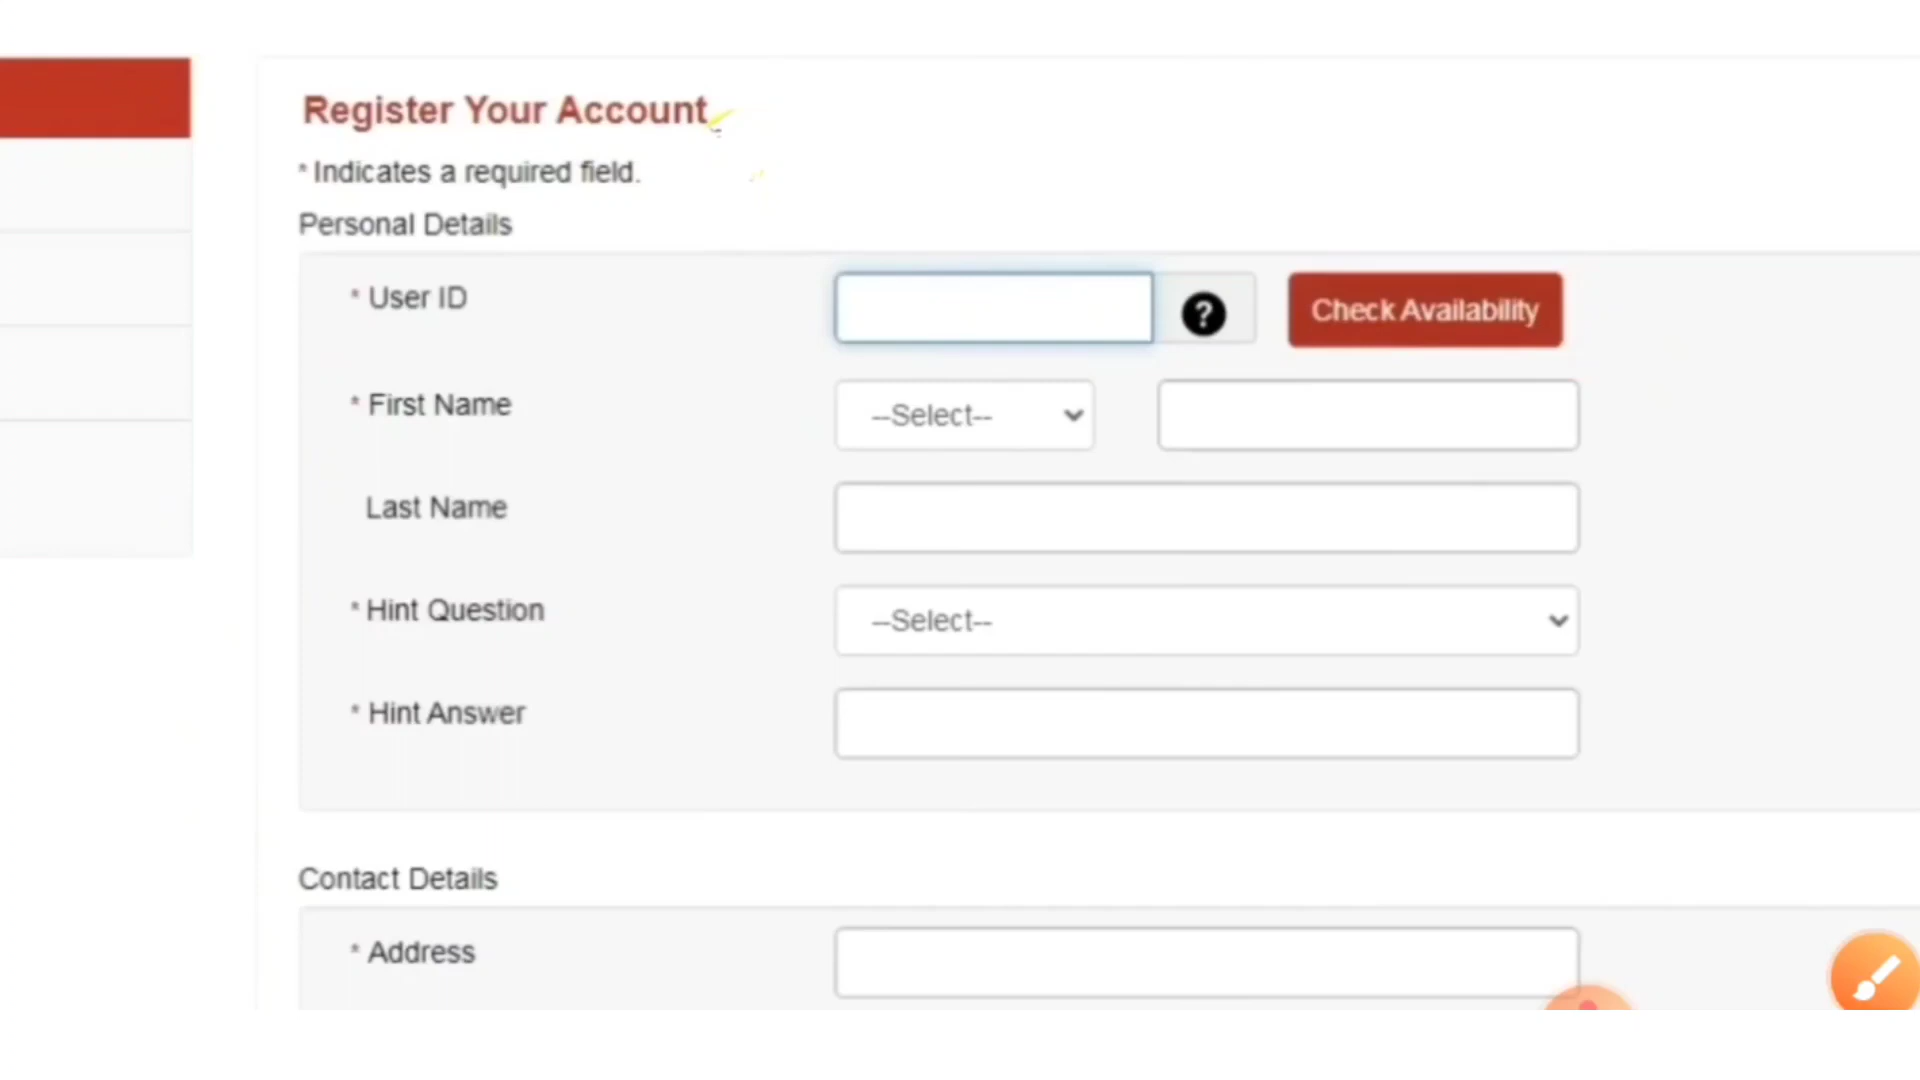 Register Your Account
* Indicates a required field.
Personal Details
* User ID
?
Check Availability
* First Name
--Select--
Last Name
* Hint Question
--Select--
* Hint Answer
Contact Details
* Address